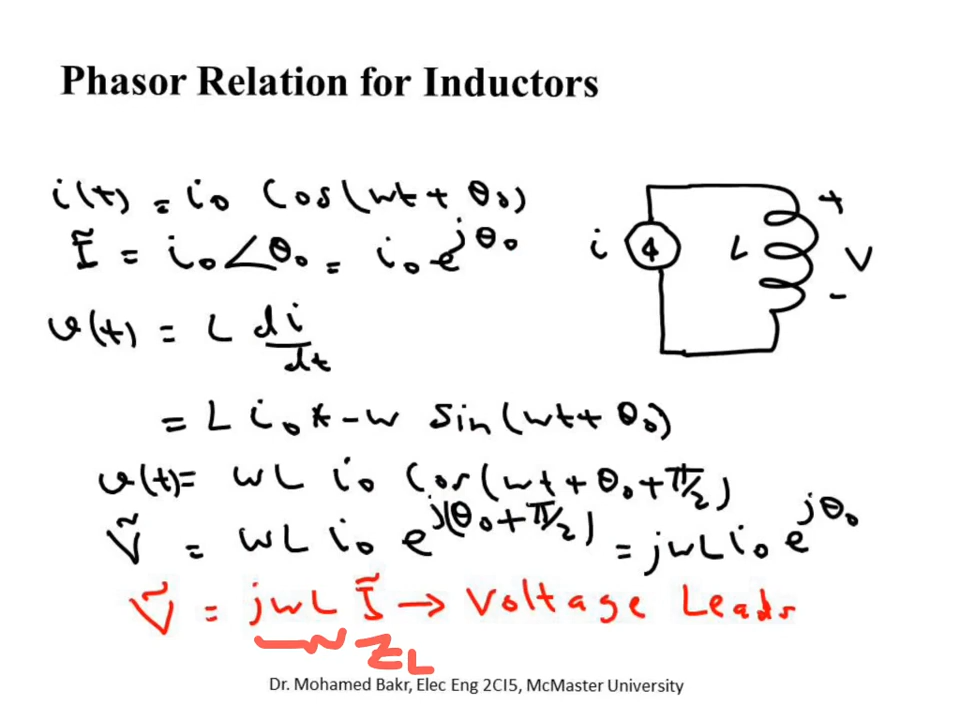 Phasor Relation for Inductors
i(t) = i₀ Cos(wt + θ₀)
Ĩ = i₀∠θ₀ = i₀e^{jθ₀}
i L + V -
v(t) = L di/dt
= L i₀ * -w Sin(wt + θ₀)
v(t) = wL i₀ Cos(wt + θ₀ + π/2)
Ṽ = wL i₀ e^{j(θ₀ + π/2)} = jwL i₀ e^{jθ₀}
Ṽ = jwL Ĩ → Voltage Leads
Z_L
Dr. Mohamed Bakr, Elec Eng 2CI5, McMaster University